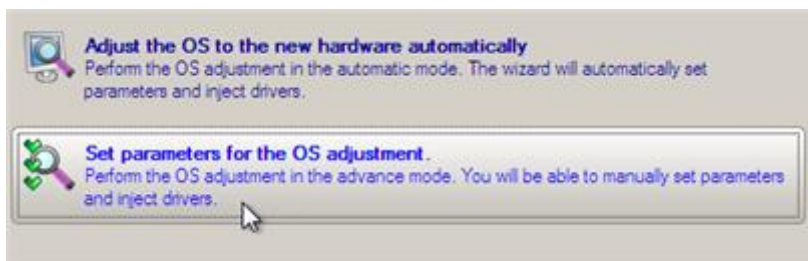 Adjust the OS to the new hardware automatically
Perform the OS adjustment in the automatic mode. The wizard will automatically set
parameters and inject drivers.
Set parameters for the OS adjustment.
Perform the OS adjustment in the advance mode. You will be able to manually set parameters
and inject drivers.